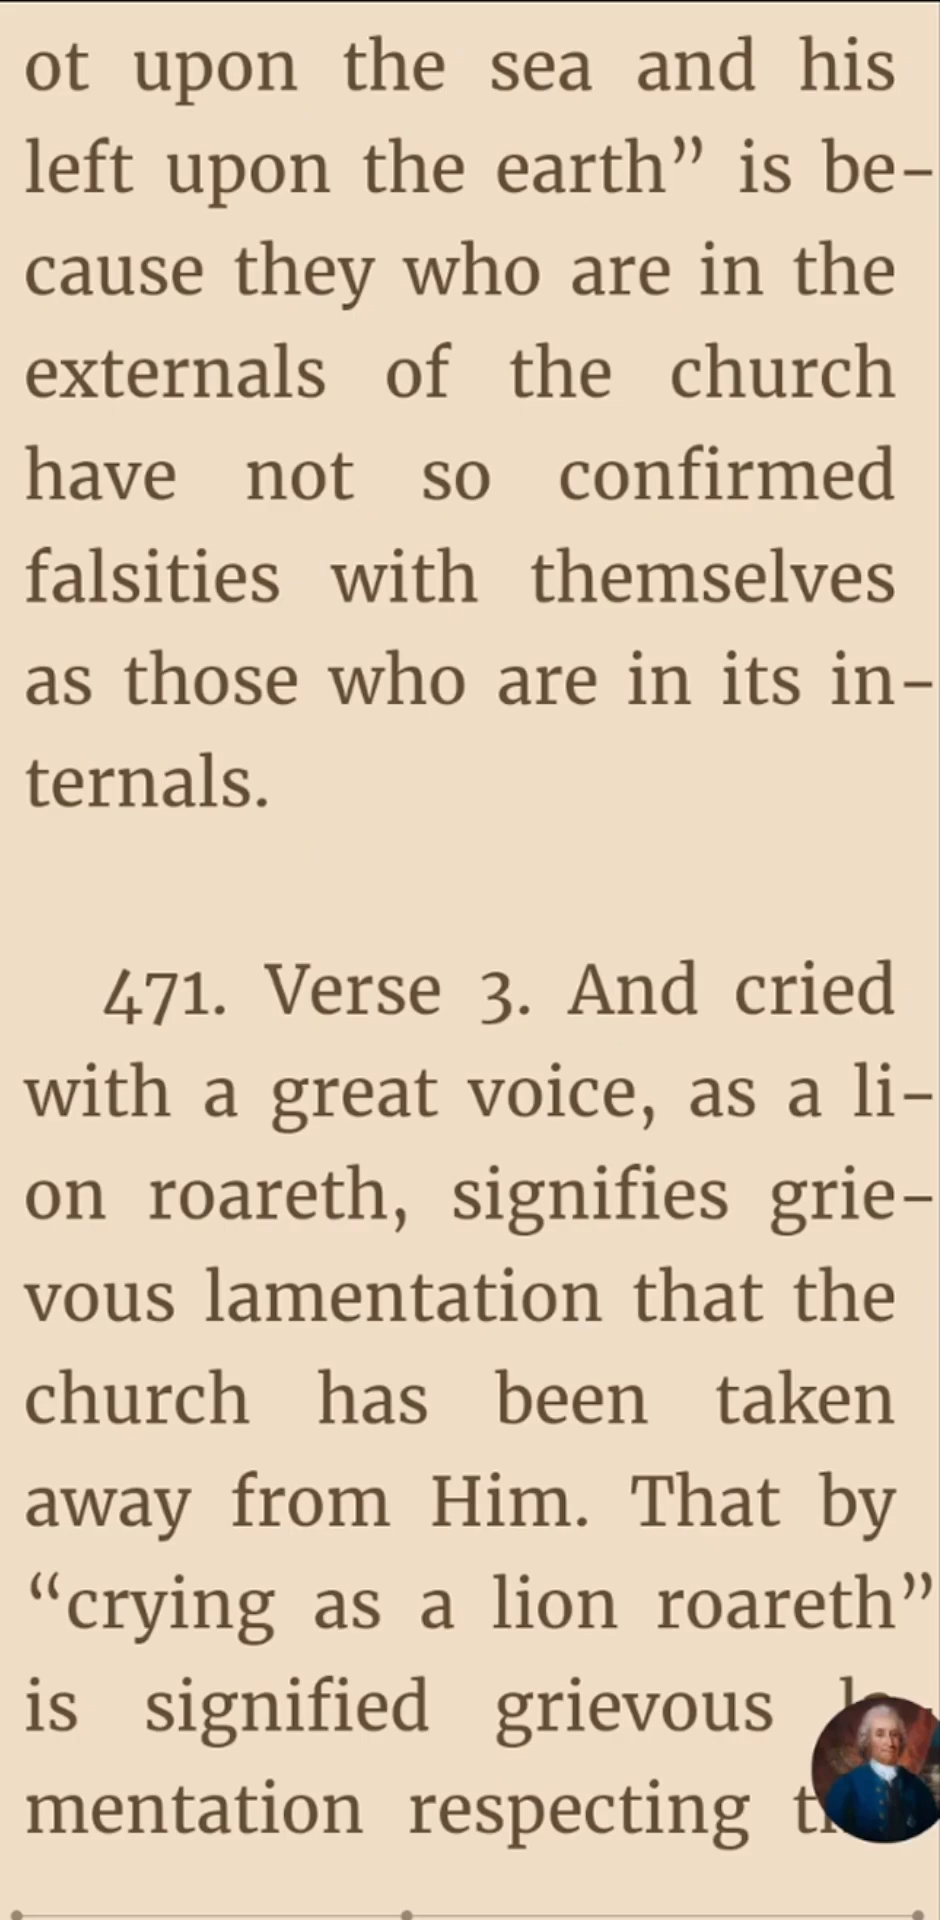 ot upon the sea and his
left upon the earth” is be-
cause they who are in the
externals of the church
have not so confirmed
falsities with themselves
as those who are in its in-
ternals.
471. Verse 3. And cried
with a great voice, as a li-
on roareth, signifies grie-
vous lamentation that the
church has been taken
away from Him. That by
“crying as a lion roareth”
is signified grievous
mentation respecting